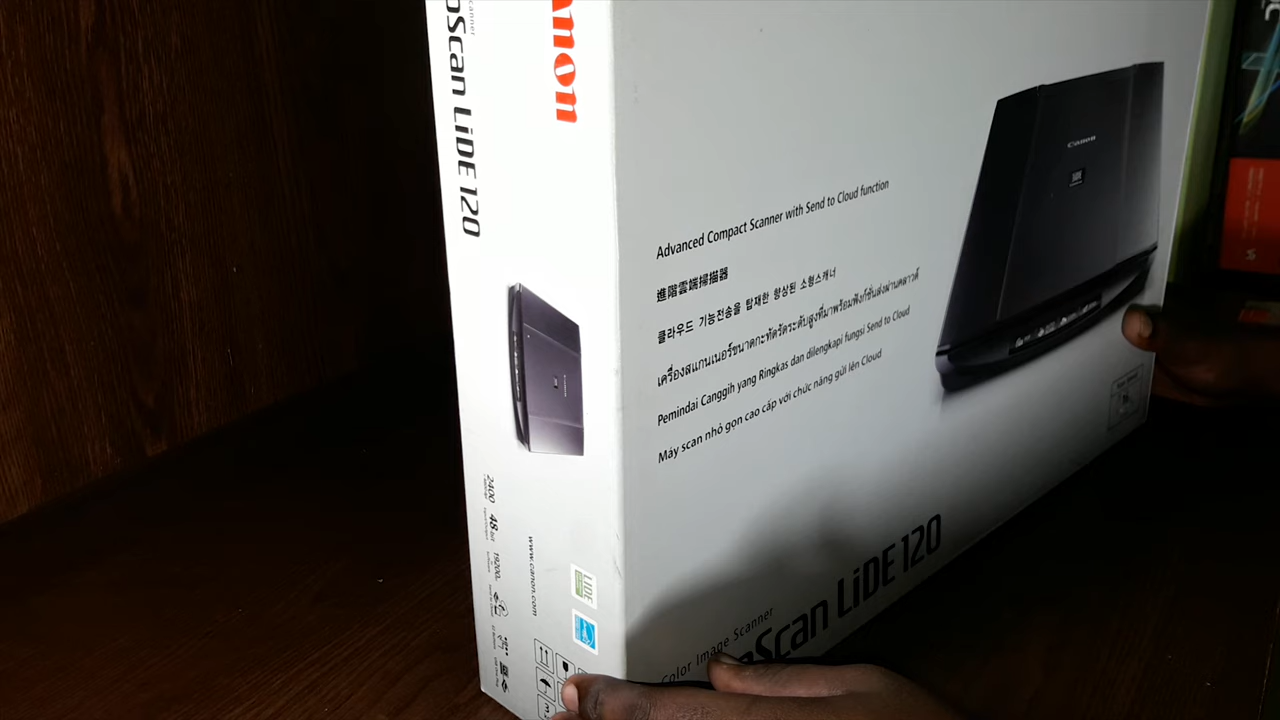 anon
oScan LiDE 120
2400
48bit
19200
www.canon.com
LiDE
Advanced Compact Scanner with Send to Cloud function
進階雲端掃描器
클라우드 기능전송을 탑재한 향상된 소형스캐너
เครื่องสแกนเนอร์ขนาดกะทัดรัดระดับสูงที่มาพร้อมฟังก์ชั่นส่งผ่านคลาวด์
Pemindai Canggih yang Ringkas dan dilengkapi fungsi Send to Cloud
Máy scan nhỏ gọn cao cấp với chức năng gửi lên Cloud
Canon
LiDE
Color Image Scanner
oScan LiDE 120